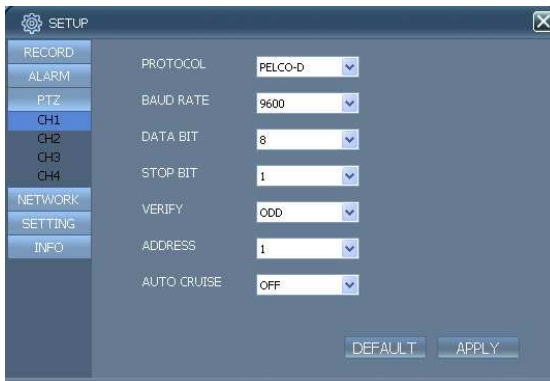 SETUP
RECORD
ALARM
PTZ
CH1
CH2
CH3
CH4
NETWORK
SETTING
INFO
PROTOCOL PELCO-D
BAUD RATE 9600
DATA BIT 8
STOP BIT 1
VERIFY ODD
ADDRESS 1
AUTO CRUISE OFF
DEFAULT APPLY